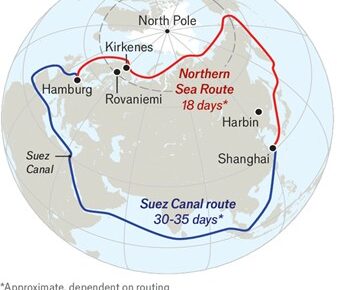 North Pole
Kirkenes
Northern
Sea Route
18 days*
Hamburg
Rovaniemi
Harbin
Suez
Canal
Shanghai
Suez Canal route
30-35 days*
*Approximate, dependent on routing